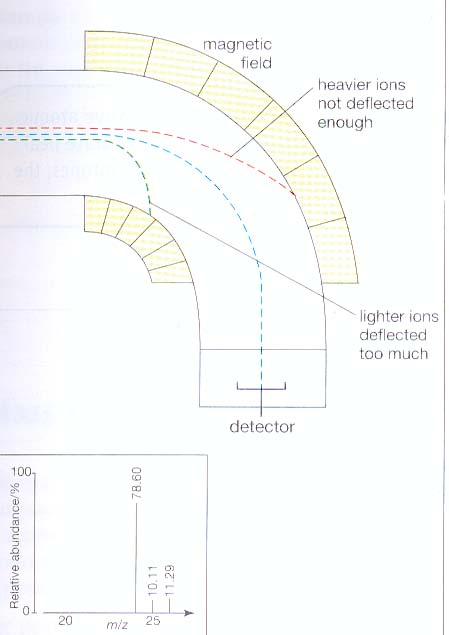 magnetic
field
heavier ions
not deflected
enough
lighter ions
deflected
too much
detector
Relative abundance/%
100
0
78.60
10.11
11.29
20
25
m/z